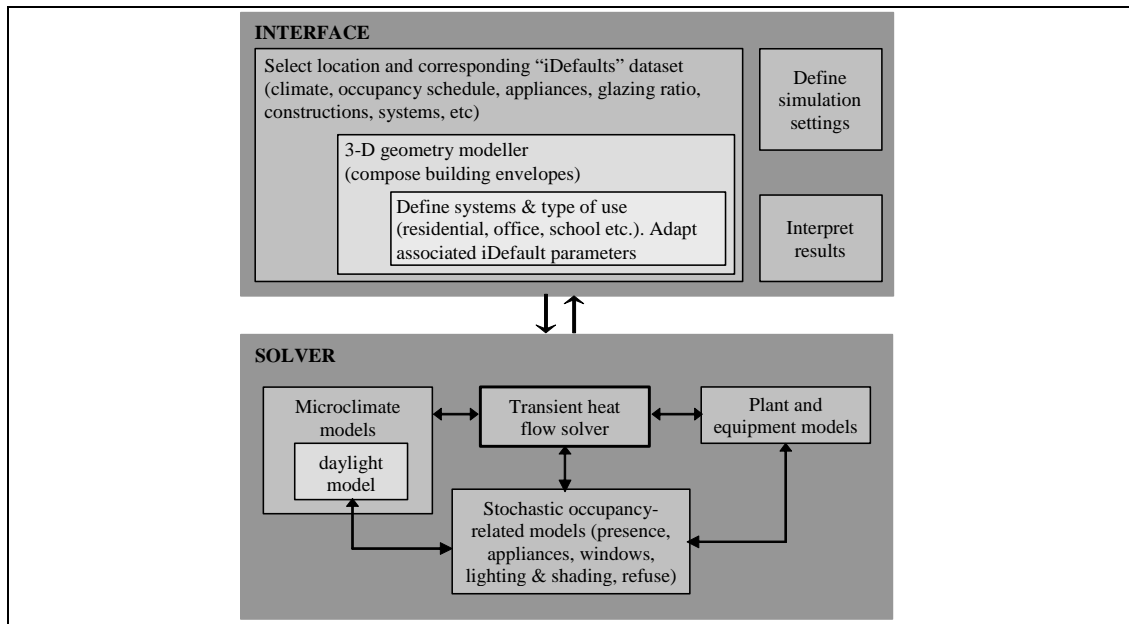 INTERFACE
Select location and corresponding “iDefaults” dataset
(climate, occupancy schedule, appliances, glazing ratio,
constructions, systems, etc)
3-D geometry modeller
(compose building envelopes)
Define systems & type of use
(residential, office, school etc.). Adapt
associated iDefault parameters
Define
simulation
settings
Interpret
results
SOLVER
Microclimate
models
daylight
model
Transient heat
flow solver
Plant and
equipment models
Stochastic occupancy-
related models (presence,
appliances, windows,
lighting & shading, refuse)